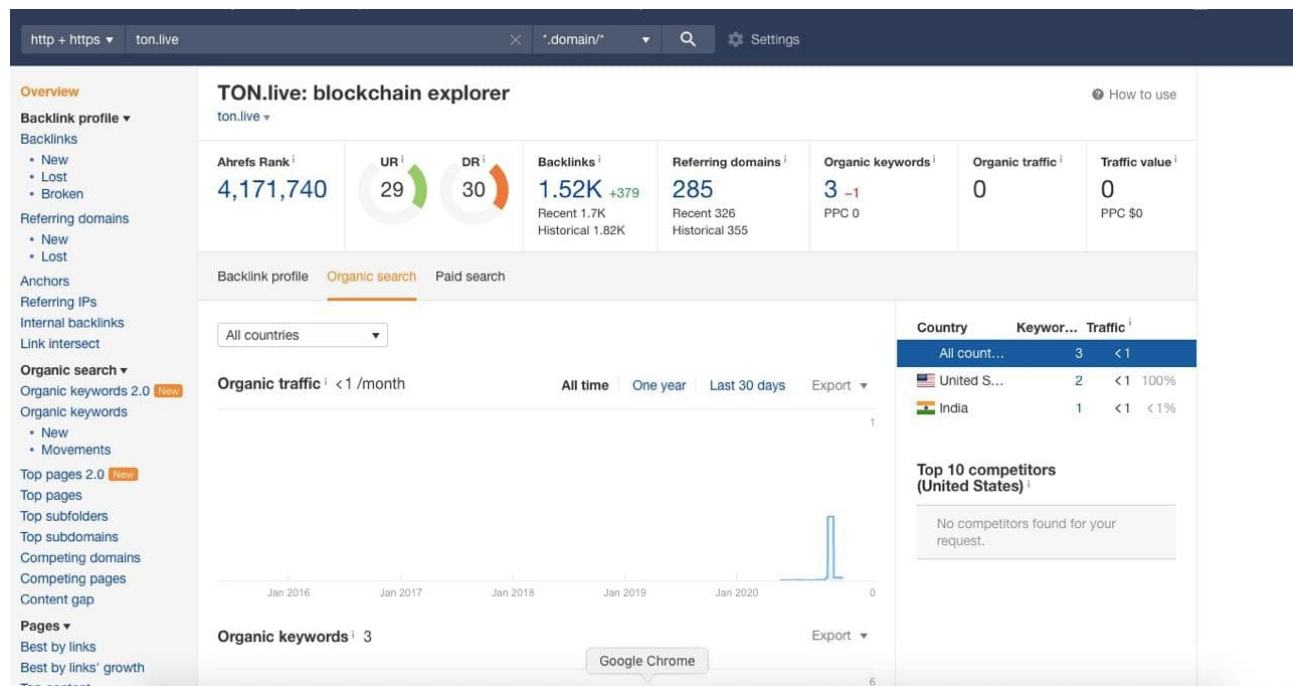 http + https ▾ ton.live × *.domain/* ▾ Settings
Overview
Backlink profile ▾
Backlinks
• New
• Lost
• Broken
Referring domains
• New
• Lost
Anchors
Referring IPs
Internal backlinks
Link intersect
Organic search ▾
Organic keywords 2.0 New
Organic keywords
• New
• Movements
Top pages 2.0 New
Top pages
Top subfolders
Top subdomains
Competing domains
Competing pages
Content gap
Pages ▾
Best by links
Best by links' growth
TON.live: blockchain explorer
How to use
ton.live ▾
Ahrefs Rank i
4,171,740
UR i
29
DR i
30
Backlinks i
1.52K +379
Recent 1.7K
Historical 1.82K
Referring domains i
285
Recent 326
Historical 355
Organic keywords i
3 −1
PPC 0
Organic traffic i
0
Traffic value i
0
PPC $0
Backlink profile Organic search Paid search
All countries ▾
Organic traffic i <1 /month All time One year Last 30 days Export ▾
1
Jan 2016 Jan 2017 Jan 2018 Jan 2019 Jan 2020 0
Organic keywords i 3 Export ▾
6
Country Keywor... Traffic i
All count... 3 <1
United S... 2 <1 100%
India 1 <1 <1%
Top 10 competitors
(United States) i
No competitors found for your
request.
Google Chrome